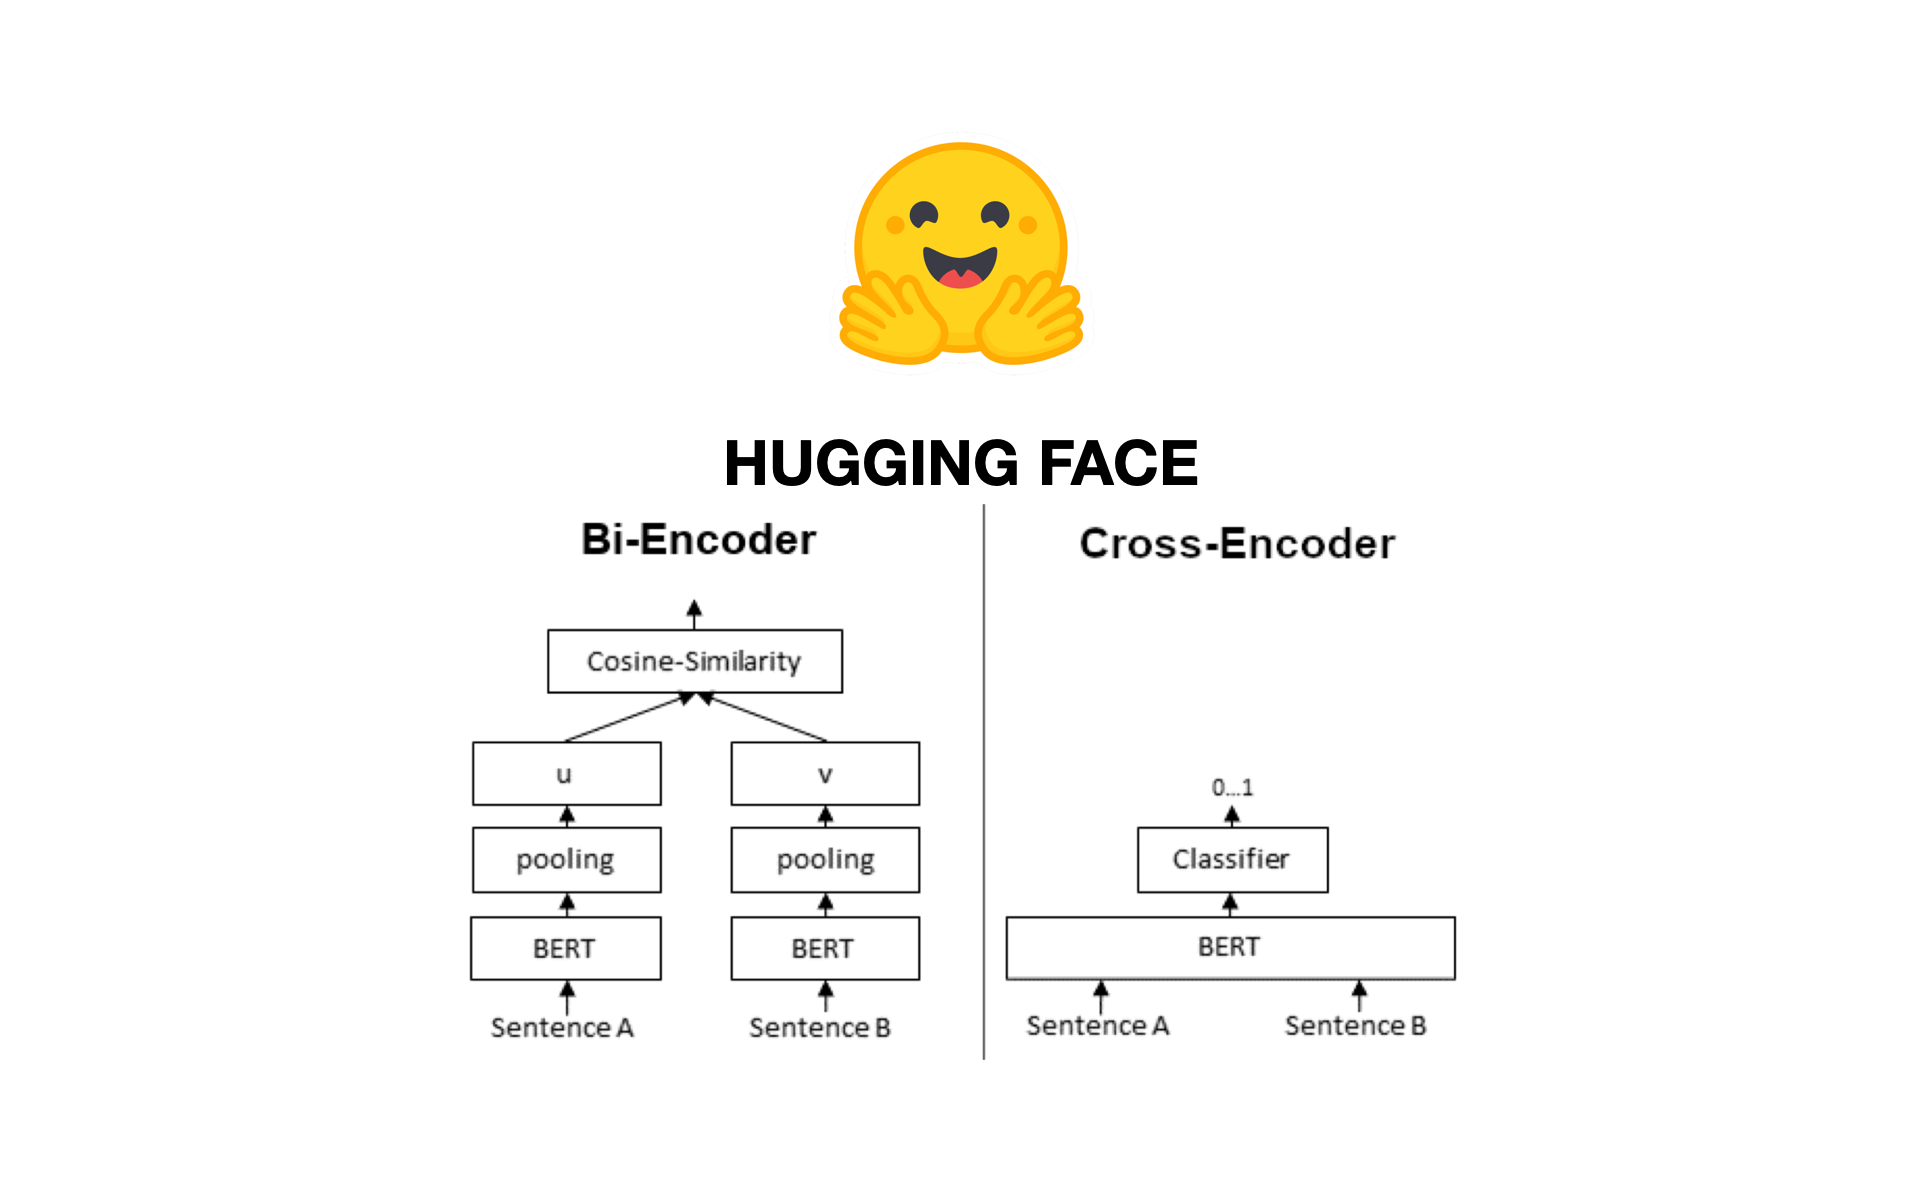 HUGGING FACE
Bi-Encoder
Cosine-Similarity
u
v
pooling
pooling
BERT
BERT
Sentence A
Sentence B
Cross-Encoder
0...1
Classifier
BERT
Sentence A
Sentence B